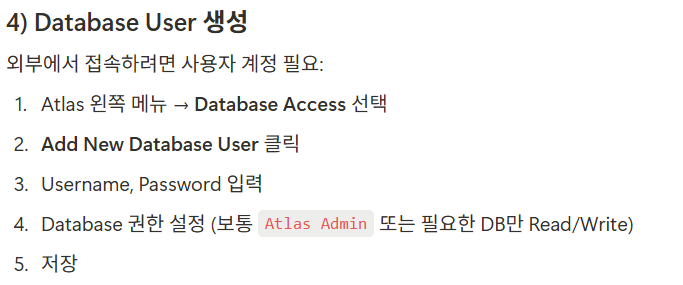 4) Database User 생성
외부에서 접속하려면 사용자 계정 필요:
1. Atlas 왼쪽 메뉴 → Database Access 선택
2. Add New Database User 클릭
3. Username, Password 입력
4. Database 권한 설정 (보통 Atlas Admin 또는 필요한 DB만 Read/Write)
5. 저장